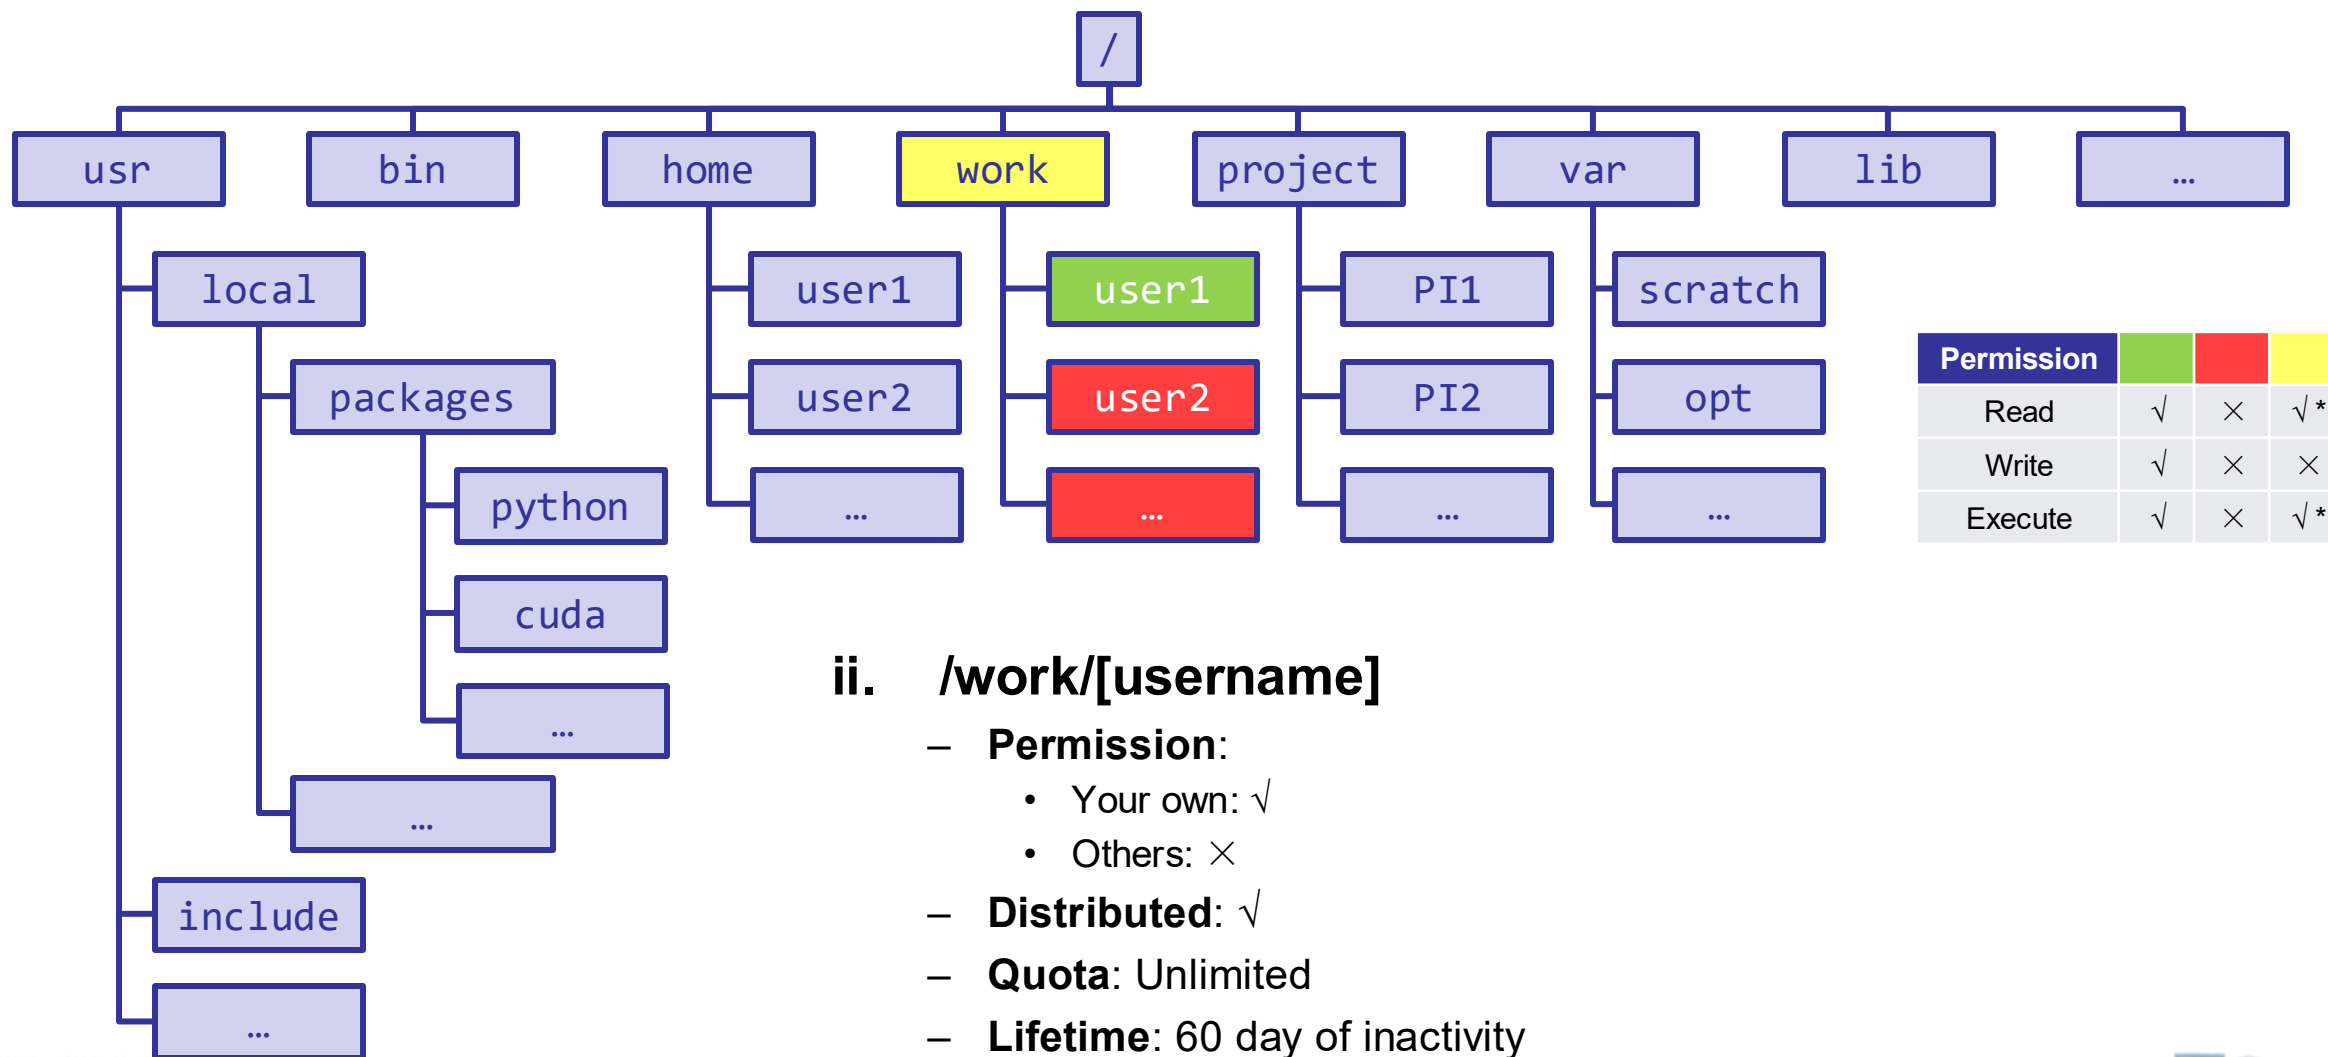 /
usr bin home work project var lib …
local user1 user1 PI1 scratch
Permission
packages user2 user2 PI2 opt
Read √ × √*
Write √ × ×
python … … … …
Execute √ × √*
cuda
ii. /work/[username]
…
– Permission:
• Your own: √
…
• Others: ×
include
– Distributed: √
– Quota: Unlimited
…
– Lifetime: 60 day of inactivity